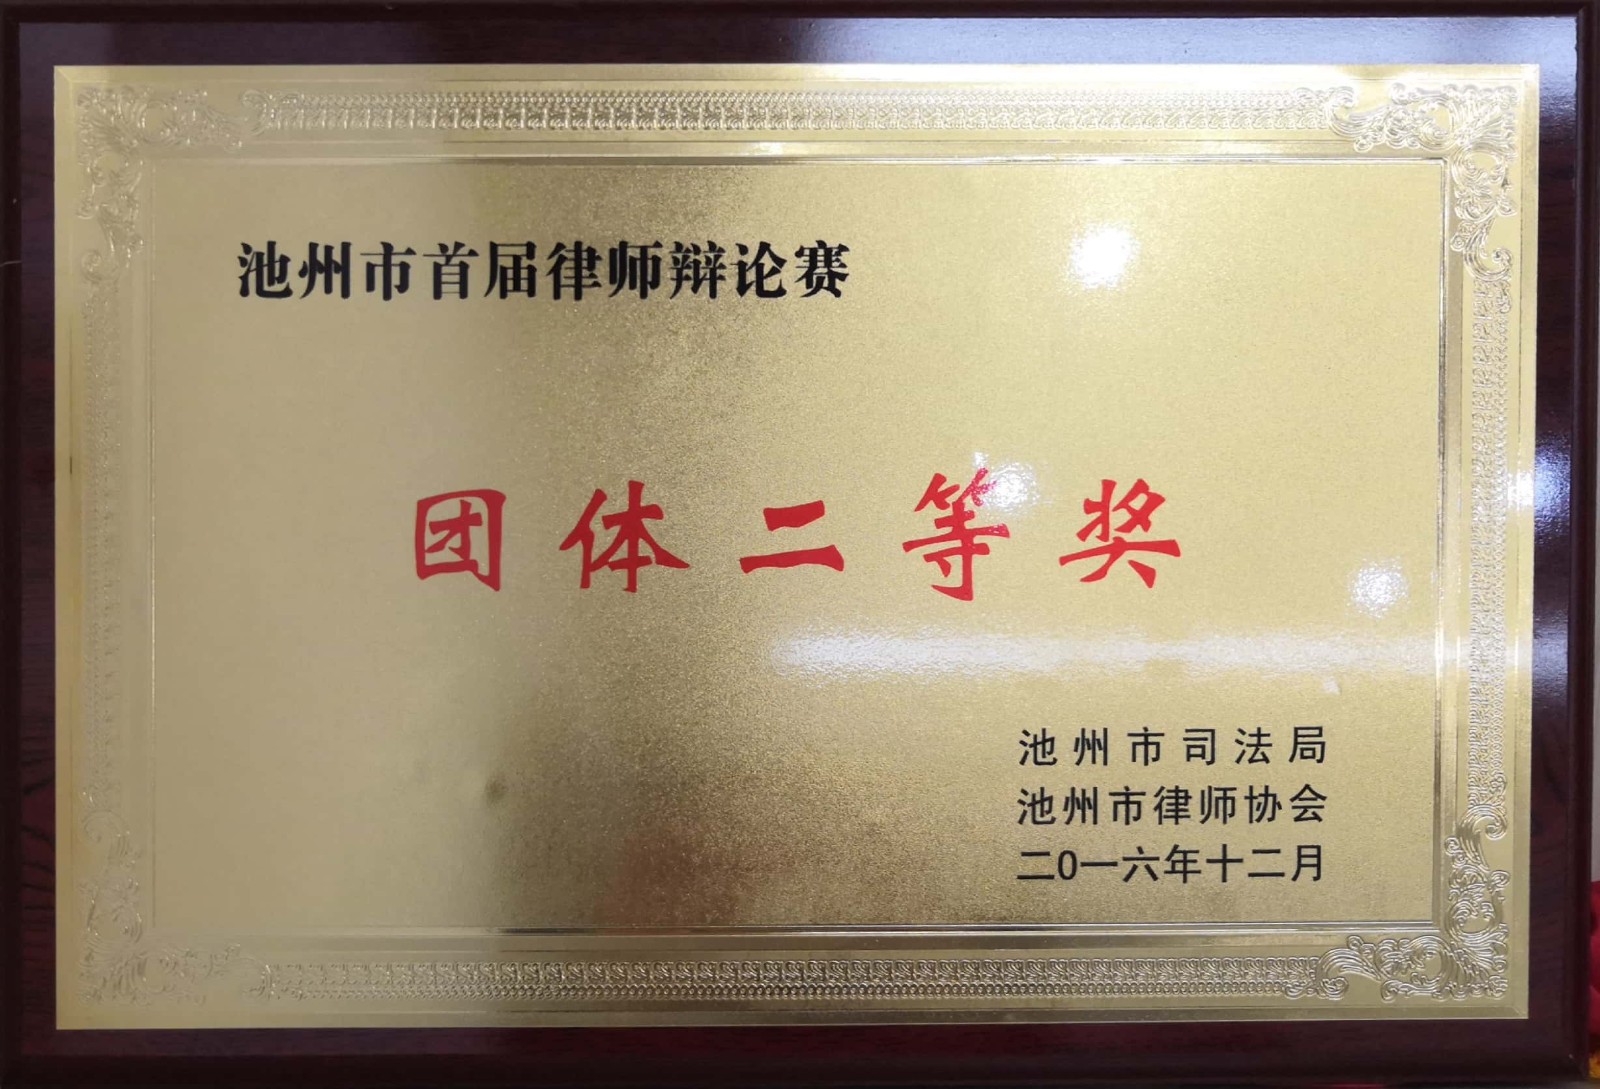 池州市首届律师辩论赛
团体二等奖
池州市司法局
池州市律师协会
二0一六年十二月